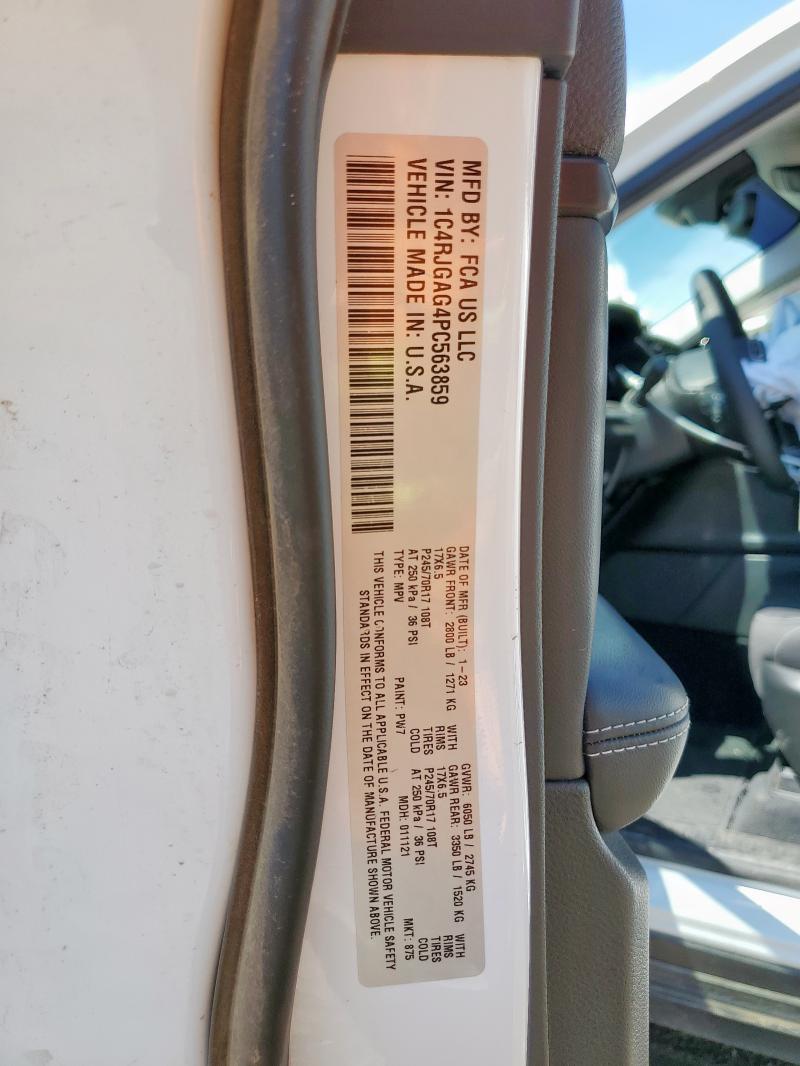 MFD BY: FCA US LLC
VIN: 1C4RJGAG4PC563859
VEHICLE MADE IN: U.S.A.
DATE OF MFR (BUILT): 1-23 GVWR: 6050 LB / 2745 KG
GAWR FRONT: 2800 LB / 1271 KG WITH GAWR REAR: 3350 LB / 1520 KG WITH
17X6.5 RIMS 17X6.5 RIMS
P245/70R17 108T TIRES P245/70R17 108T TIRES
AT 250 kPa / 36 PSI COLD AT 250 kPa / 36 PSI COLD
TYPE: MPV PAINT: PW7 MDH: 011121 MKT: 875
THIS VEHICLE CONFORMS TO ALL APPLICABLE U.S.A. FEDERAL MOTOR VEHICLE SAFETY
STANDARDS IN EFFECT ON THE DATE OF MANUFACTURE SHOWN ABOVE.